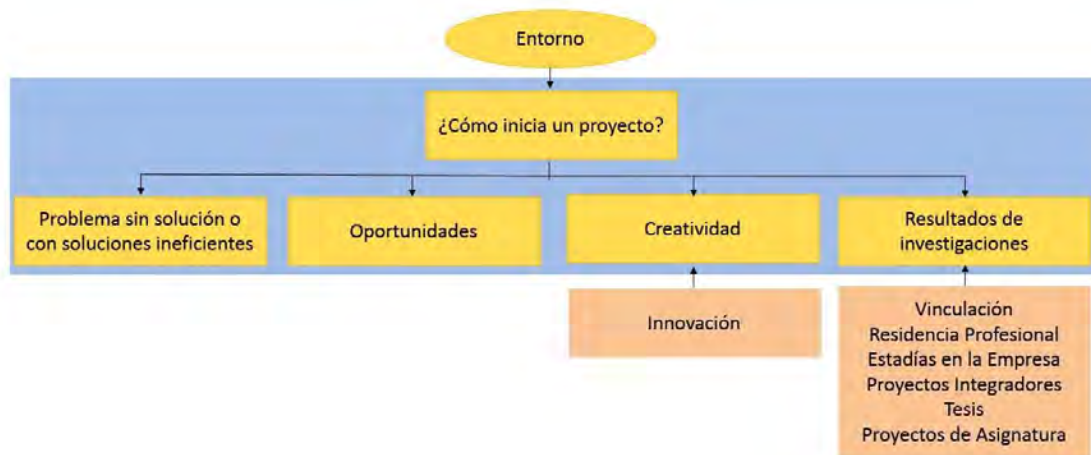 Entorno
¿Cómo inicia un proyecto?
Problema sin solución o
con soluciones ineficientes
Oportunidades
Creatividad
Resultados de
investigaciones
Innovación
Vinculación
Residencia Profesional
Estadías en la Empresa
Proyectos Integradores
Tesis
Proyectos de Asignatura